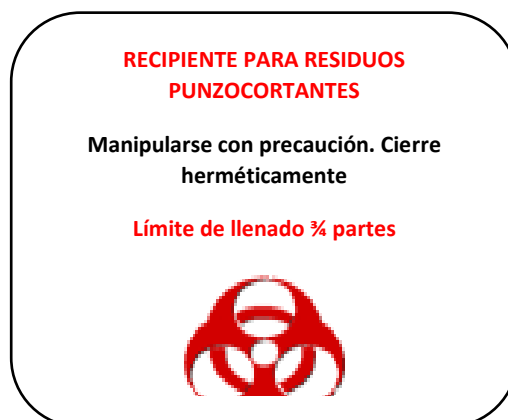 RECIPIENTE PARA RESIDUOS
PUNZOCORTANTES
Manipularse con precaución. Cierre
herméticamente
Límite de llenado ¾ partes